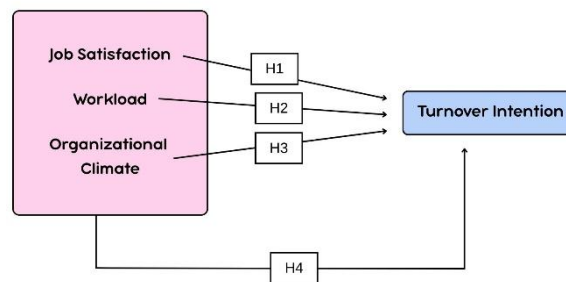 Job Satisfaction
H1
Workload
H2
Turnover Intention
Organizational
Climate
H3
H4